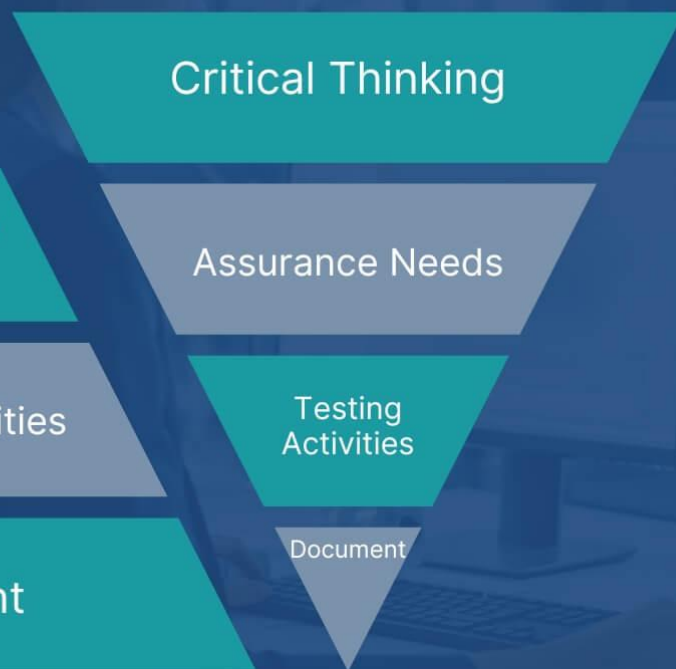 Critical Thinking
Assurance Needs
Testing
Activities
Document